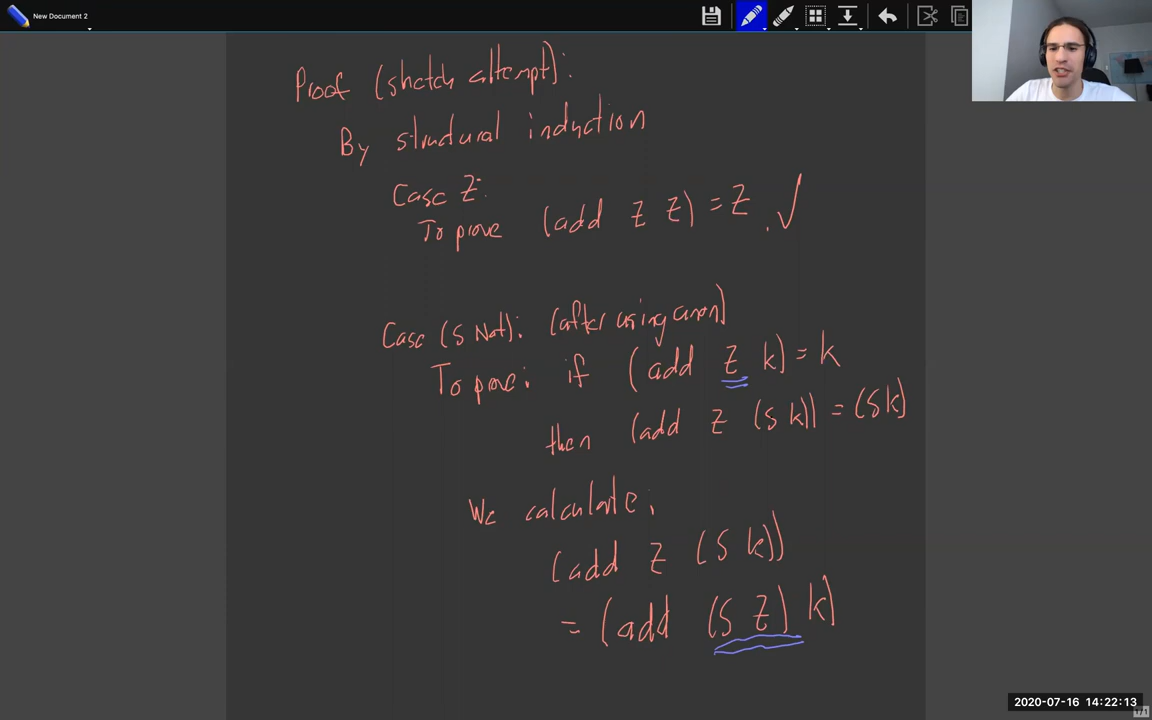 New Document 2
Proof (sketch attempt):
By structural induction
Case Z:
To prove (add Z Z) = Z. ✓
Case (S Nat): (after using anon)
To prove: if (add Z k) = k
then (add Z (S k)) = (S k)
We calculate:
(add Z (S k))
= (add (S Z) k)
2020-07-16 14:22:13